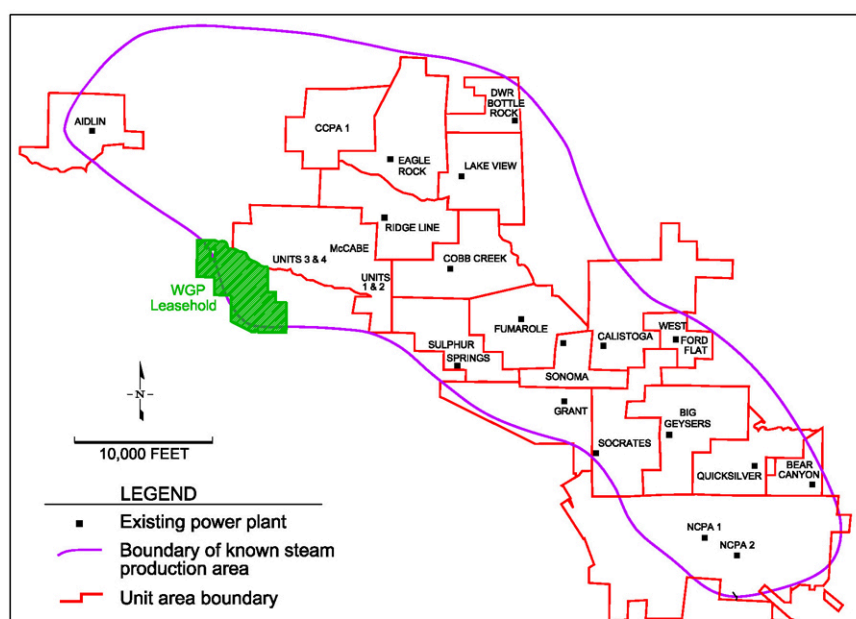 DWR
BOTTLE
ROCK
AIDLIN
CCPA 1
EAGLE
ROCK
LAKE VIEW
RIDGE LINE
McCABE
UNITS 3 & 4
COBB CREEK
UNITS
1 & 2
WGP
Leasehold
FUMAROLE
CALISTOGA
WEST
FORD
FLAT
SULPHUR
SPRINGS
SONOMA
GRANT
BIG
GEYSERS
SOCRATES
QUICKSILVER
BEAR
CANYON
NCPA 1
NCPA 2
-N-
10,000 FEET
LEGEND
Existing power plant
Boundary of known steam
production area
Unit area boundary